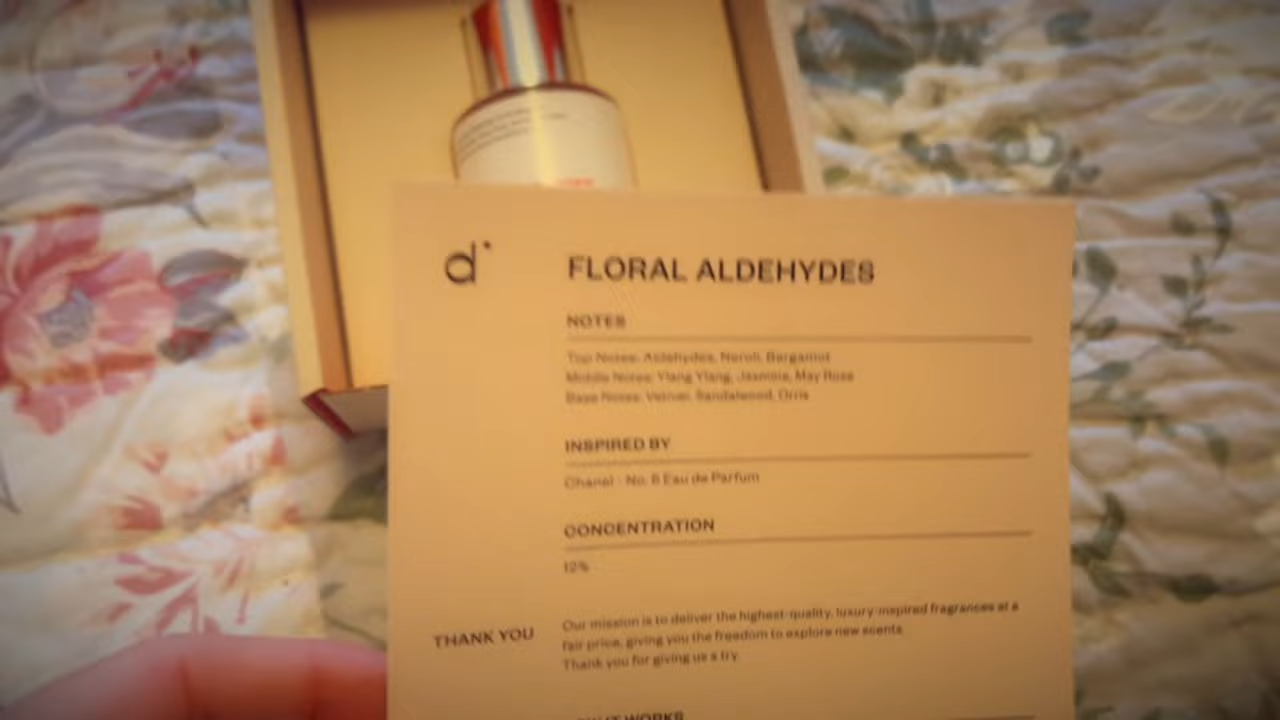 d
FLORAL ALDEHYDES
NOTES
Top Notes: Aldehydes, Neroli, Bergamot
Middle Notes: Ylang Ylang, Jasmine, May Rose
Base Notes: Vetiver, Sandalwood, Orris
INSPIRED BY
Chanel - No. 5 Eau de Parfum
CONCENTRATION
12%
THANK YOU
Our mission is to deliver the highest-quality, luxury-inspired fragrances at a
fair price, giving you the freedom to explore new scents.
Thank you for giving us a try.
WORKS